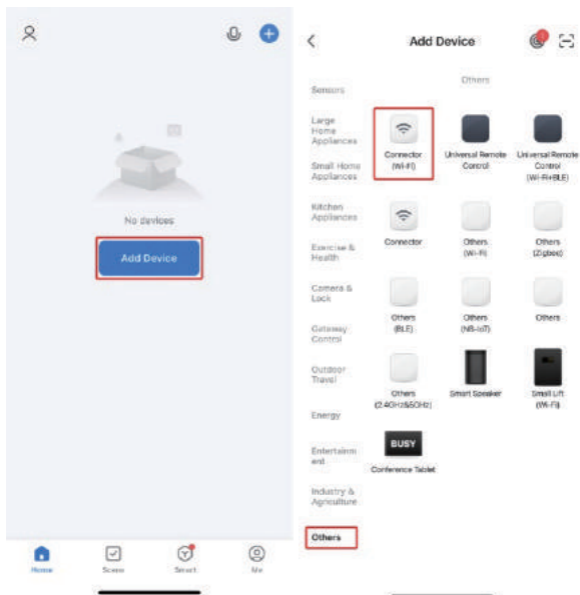 No devices
Add Device
Home
Scene
Smart
Me
Add Device
Others
Sensors
Large
Home
Appliances
Small Home
Appliances
Kitchen
Appliances
Exercise &
Health
Camera &
Lock
Gateway
Control
Outdoor
Travel
Energy
Entertainm
ent
Industry &
Agriculture
Others
Connector
(Wi-Fi)
Universal Remote
Control
Universal Remote
Control
(Wi-Fi+BLE)
Connector
Others
(Wi-Fi)
Others
(Zigbee)
Others
(BLE)
Others
(NB-IoT)
Others
Others
(2.4GHz&5GHz)
Smart Speaker
Small Lift
(Wi-Fi)
BUSY
Conference Tablet